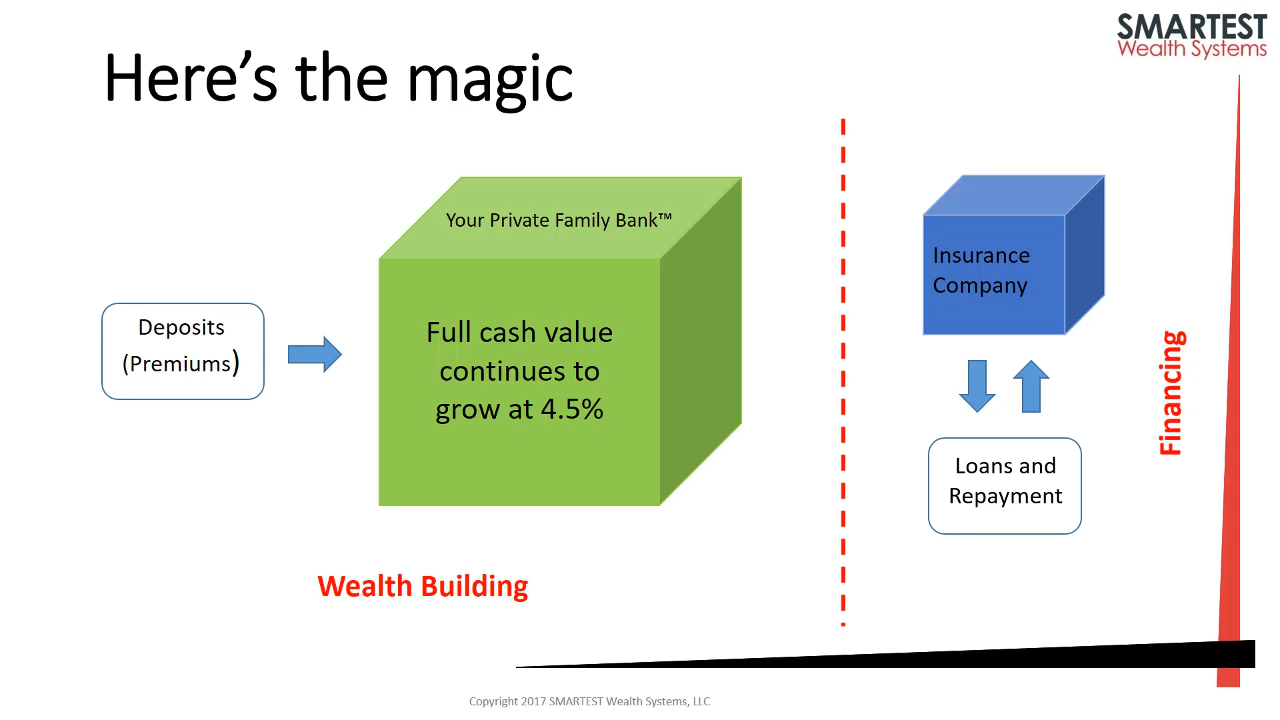 SMARTEST
Wealth Systems
Here’s the magic
Your Private Family Bank™
Deposits
(Premiums)
Full cash value
continues to
grow at 4.5%
Wealth Building
Insurance
Company
Loans and
Repayment
Financing
Copyright 2017 SMARTEST Wealth Systems, LLC